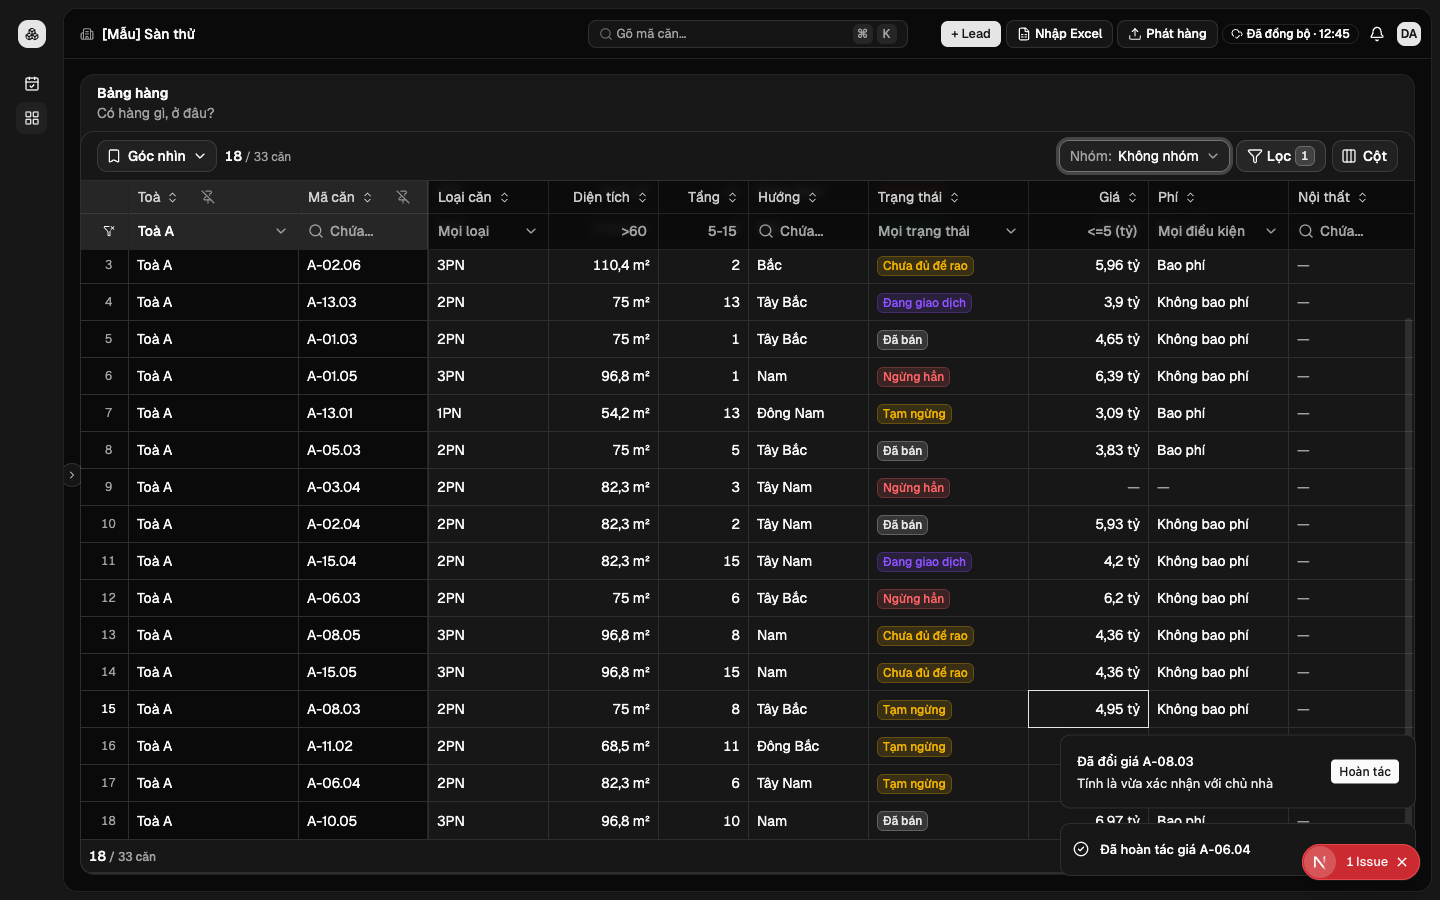 [Mẫu] Sàn thử
Gõ mã căn... ⌘ K
+ Lead
Nhập Excel
Phát hàng
Đã đồng bộ · 12:45
DA
Bảng hàng
Có hàng gì, ở đâu?
Góc nhìn
18 / 33 căn
Nhóm: Không nhóm
Lọc 1
Cột
Toà Mã căn Loại căn Diện tích Tầng Hướng Trạng thái Giá Phí Nội thất
Toà A Chứa... Mọi loại >60 5-15 Chứa... Mọi trạng thái <=5 (tỷ) Mọi điều kiện Chứa...
3 Toà A A-02.06 3PN 110,4 m² 2 Bắc Chưa đủ để rao 5,96 tỷ Bao phí —
4 Toà A A-13.03 2PN 75 m² 13 Tây Bắc Đang giao dịch 3,9 tỷ Không bao phí —
5 Toà A A-01.03 2PN 75 m² 1 Tây Bắc Đã bán 4,65 tỷ Không bao phí —
6 Toà A A-01.05 3PN 96,8 m² 1 Nam Ngừng hẳn 6,39 tỷ Không bao phí —
7 Toà A A-13.01 1PN 54,2 m² 13 Đông Nam Tạm ngừng 3,09 tỷ Bao phí —
8 Toà A A-05.03 2PN 75 m² 5 Tây Bắc Đã bán 3,83 tỷ Bao phí —
9 Toà A A-03.04 2PN 82,3 m² 3 Tây Nam Ngừng hẳn — — —
10 Toà A A-02.04 2PN 82,3 m² 2 Tây Nam Đã bán 5,93 tỷ Không bao phí —
11 Toà A A-15.04 2PN 82,3 m² 15 Tây Nam Đang giao dịch 4,2 tỷ Không bao phí —
12 Toà A A-06.03 2PN 75 m² 6 Tây Bắc Ngừng hẳn 6,2 tỷ Không bao phí —
13 Toà A A-08.05 3PN 96,8 m² 8 Nam Chưa đủ để rao 4,36 tỷ Không bao phí —
14 Toà A A-15.05 3PN 96,8 m² 15 Nam Chưa đủ để rao 4,36 tỷ Không bao phí —
15 Toà A A-08.03 2PN 75 m² 8 Tây Bắc Tạm ngừng 4,95 tỷ Không bao phí —
16 Toà A A-11.02 2PN 68,5 m² 11 Đông Bắc Tạm ngừng
17 Toà A A-06.04 2PN 82,3 m² 6 Tây Nam Tạm ngừng
18 Toà A A-10.05 3PN 96,8 m² 10 Nam Đã bán 6,97 tỷ Bao phí —
18 / 33 căn
Đã đổi giá A-08.03
Tính là vừa xác nhận với chủ nhà
Hoàn tác
Đã hoàn tác giá A-06.04
N 1 Issue